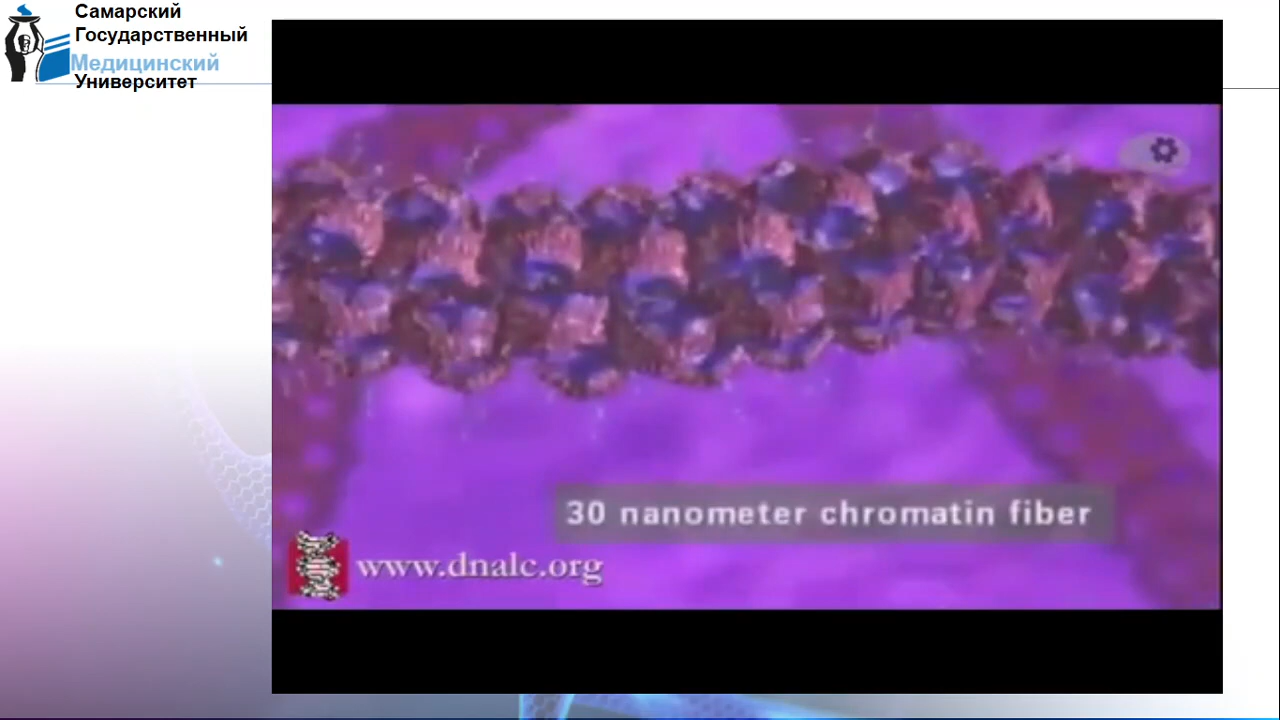 Самарский
Государственный
Медицинский
Университет
30 nanometer chromatin fiber
www.dnalc.org